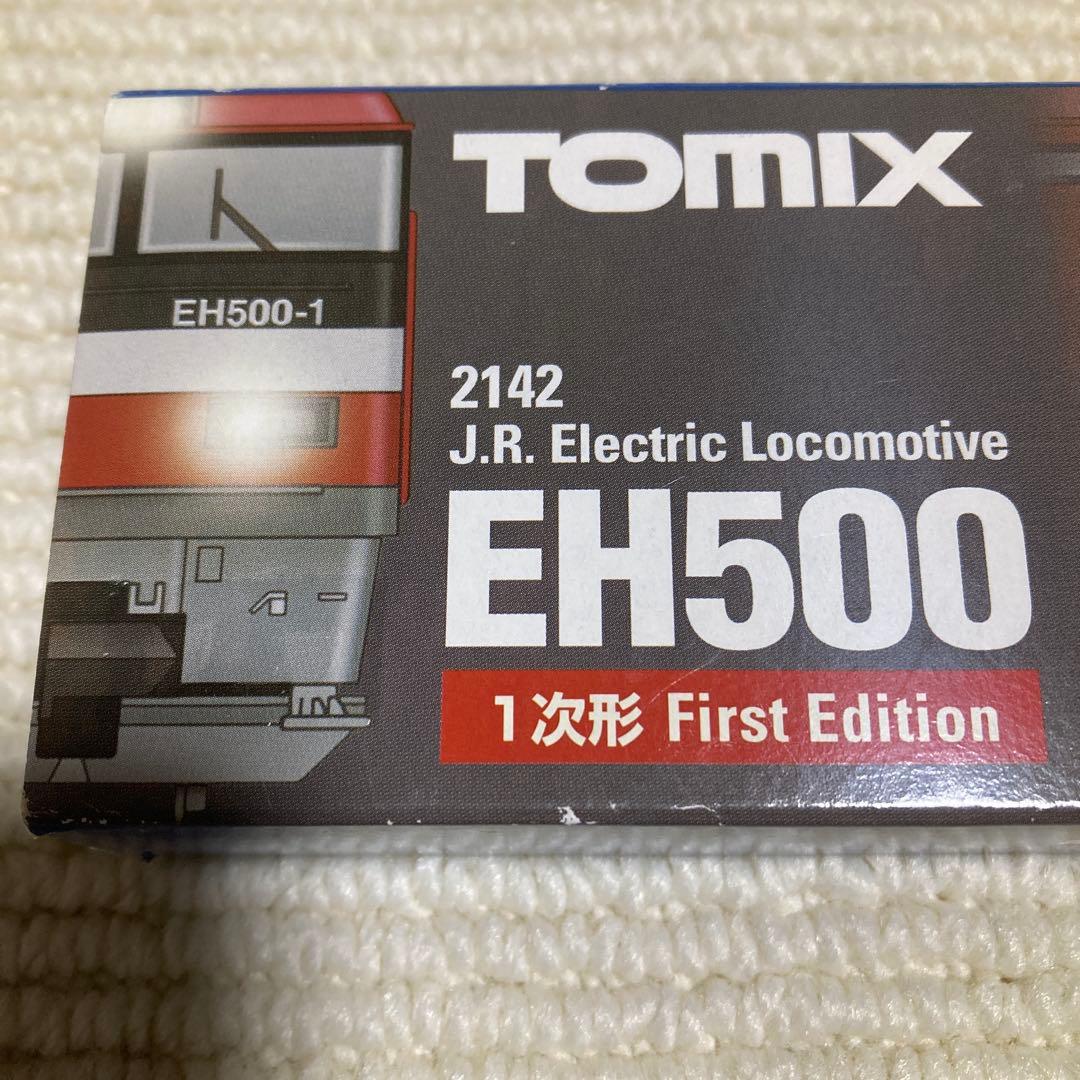 TOMIX
EH500-1
2142
J.R. Electric Locomotive
EH500
1次形 First Edition